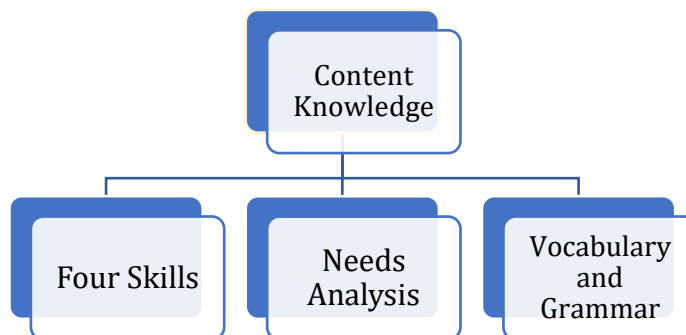 Content
Knowledge
Four Skills
Needs
Analysis
Vocabulary
and
Grammar